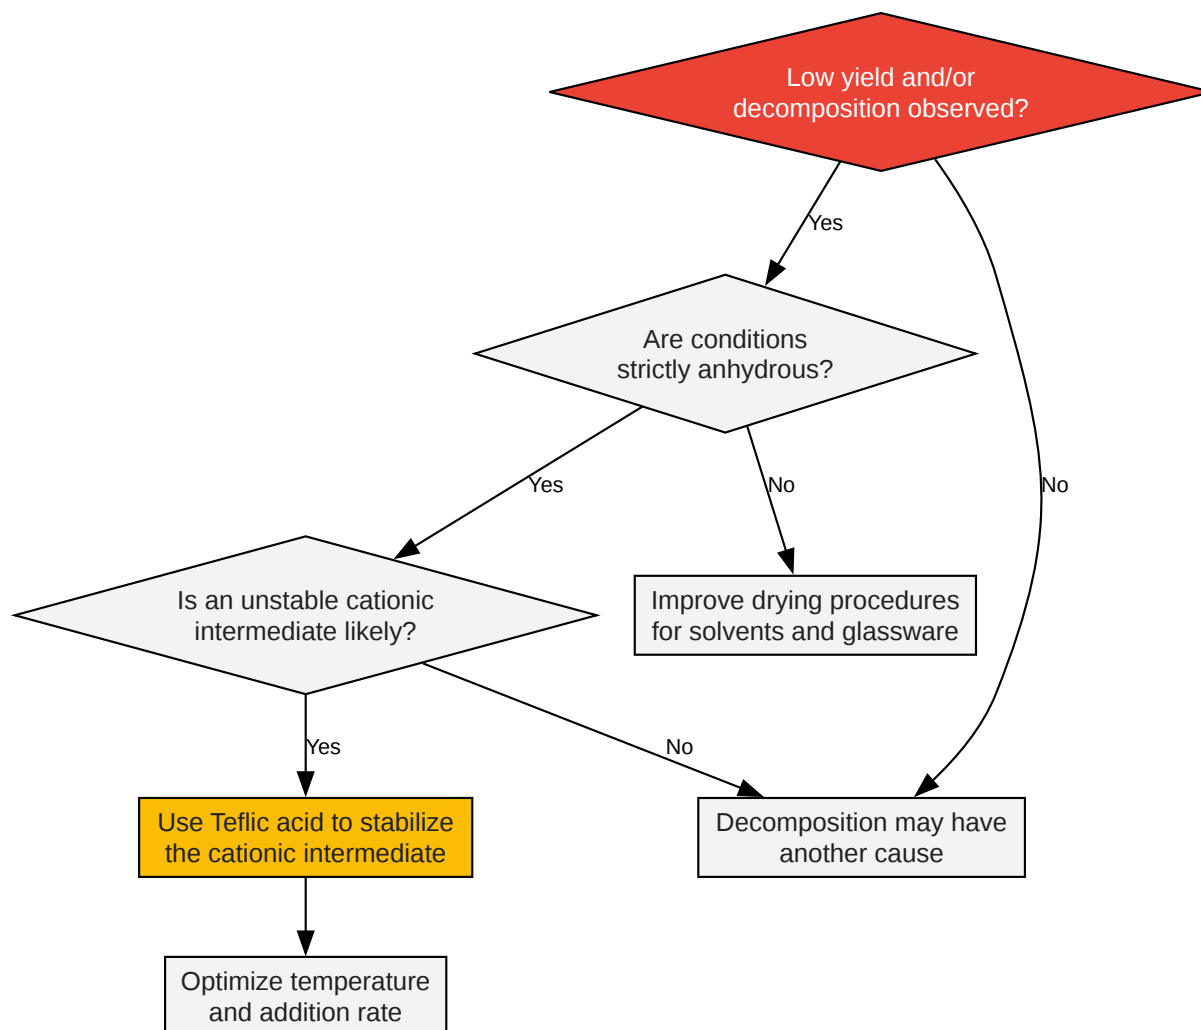 Low yield and/or
decomposition observed?
Yes
Are conditions
strictly anhydrous?
Yes
No
No
Is an unstable cationic
intermediate likely?
Improve drying procedures
for solvents and glassware
Yes
No
Use Teflic acid to stabilize
the cationic intermediate
Decomposition may have
another cause
Optimize temperature
and addition rate